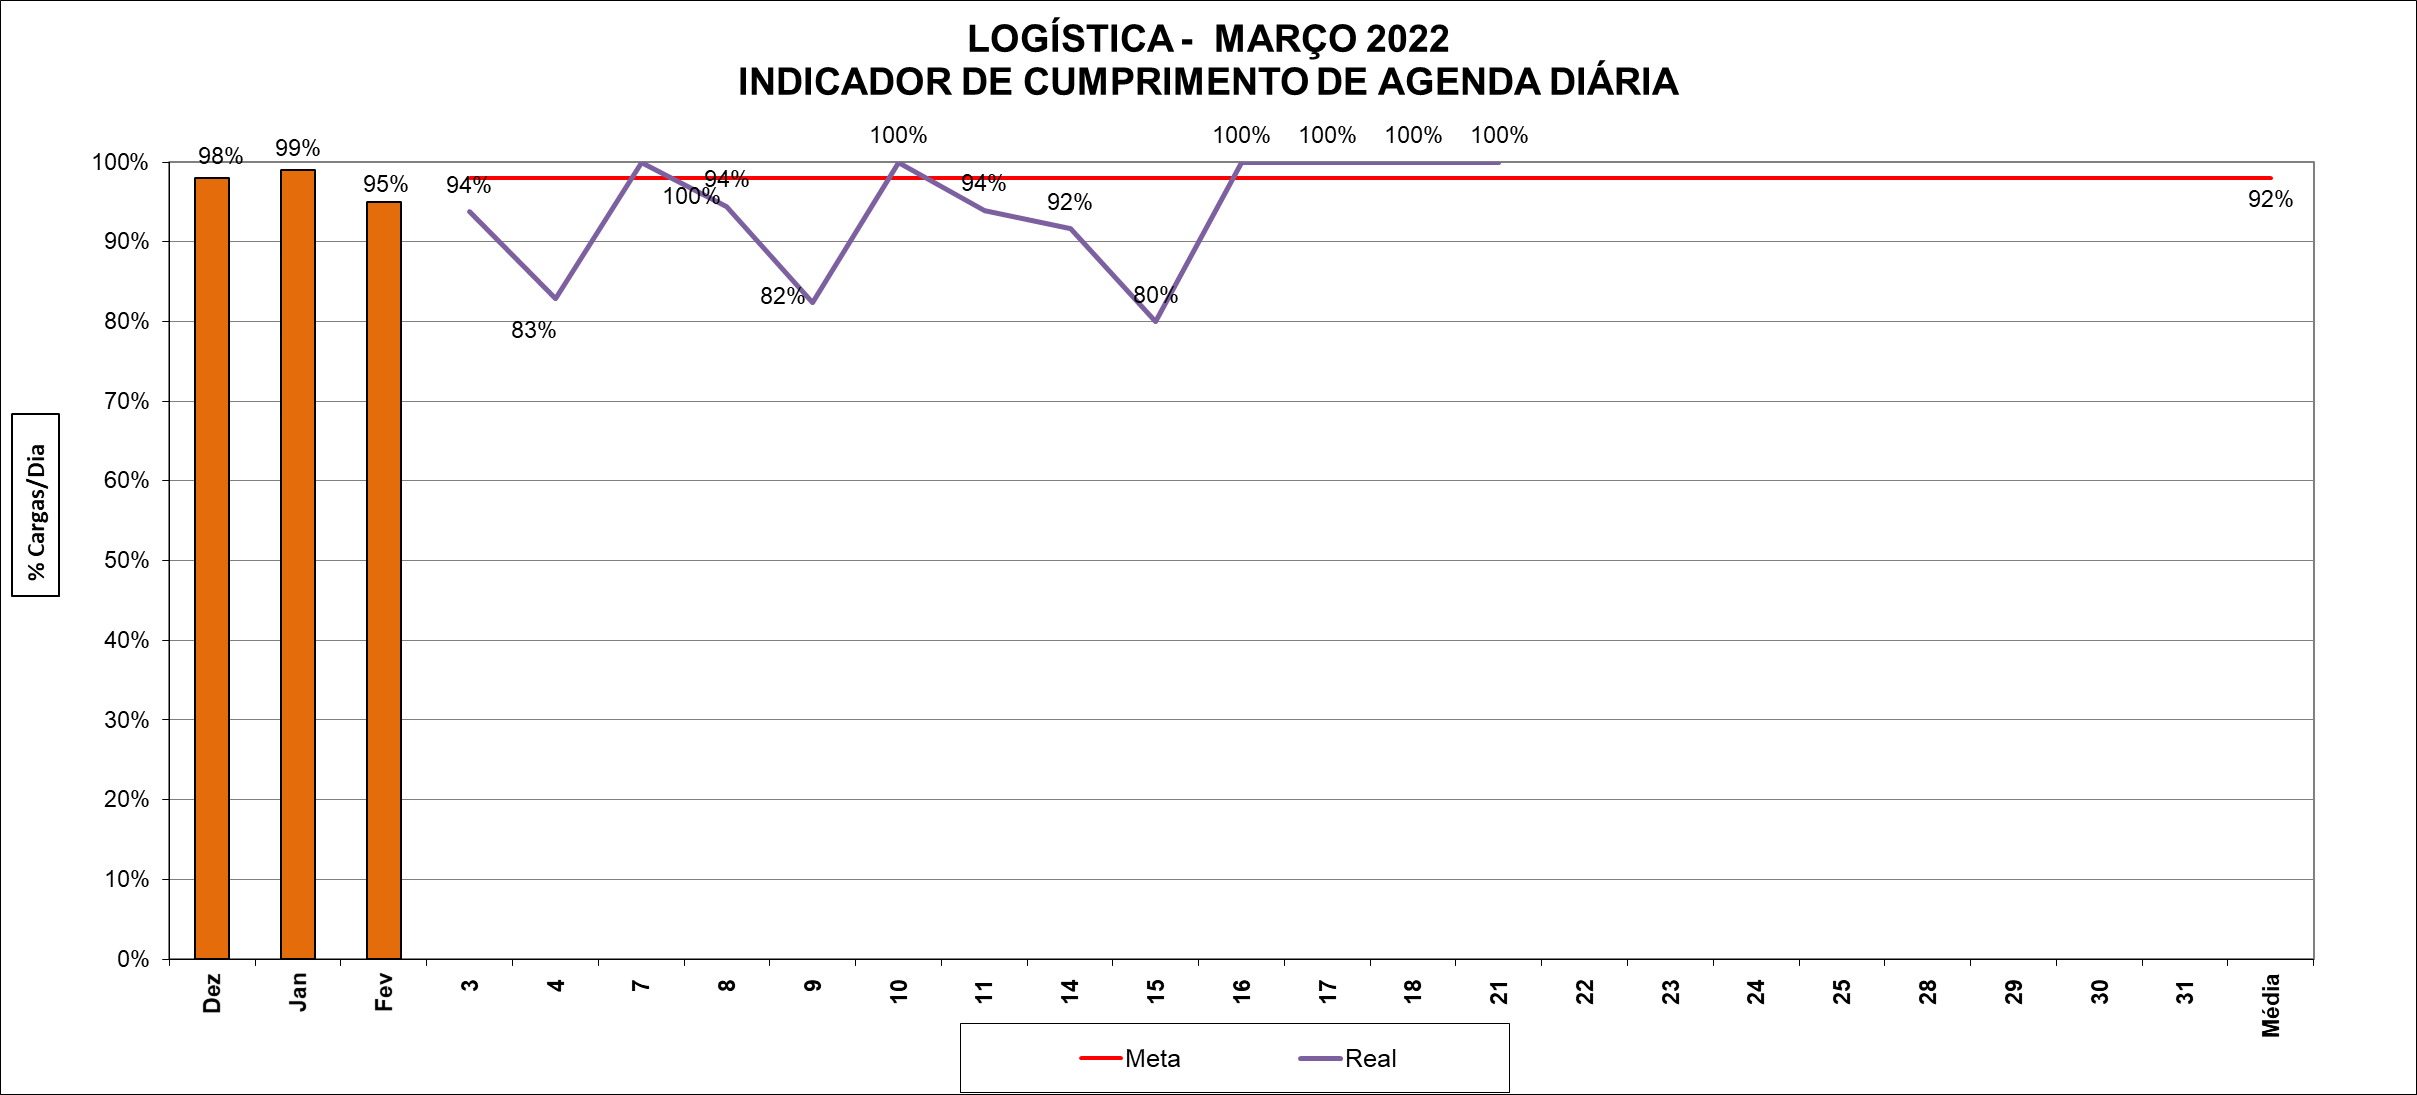 LOGÍSTICA - MARÇO 2022
INDICADOR DE CUMPRIMENTO DE AGENDA DIÁRIA
100% 100% 100% 100% 100%
98% 99% 95% 94% 100% 94% 94% 92% 92%
83% 82% 80%
100%
90%
80%
70%
60%
50%
40%
30%
20%
10%
0%
% Cargas/Dia
Dez Jan Fev 3 4 7 8 9 10 11 14 15 16 17 18 21 22 23 24 25 28 29 30 31 Média
Meta Real